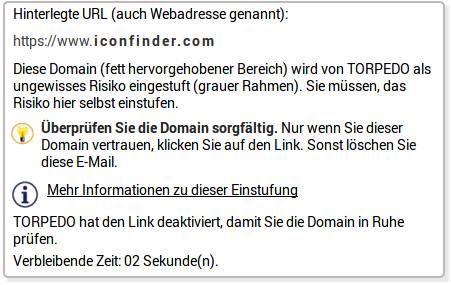 Hinterlegte URL (auch Webadresse genannt):
https://www.iconfinder.com
Diese Domain (fett hervorgehobener Bereich) wird von TORPEDO als
ungewisses Risiko eingestuft (grauer Rahmen). Sie müssen, das
Risiko hier selbst einstufen.
Überprüfen Sie die Domain sorgfältig. Nur wenn Sie dieser
Domain vertrauen, klicken Sie auf den Link. Sonst löschen Sie
diese E-Mail.
Mehr Informationen zu dieser Einstufung
TORPEDO hat den Link deaktiviert, damit Sie die Domain in Ruhe
prüfen.
Verbleibende Zeit: 02 Sekunde(n).